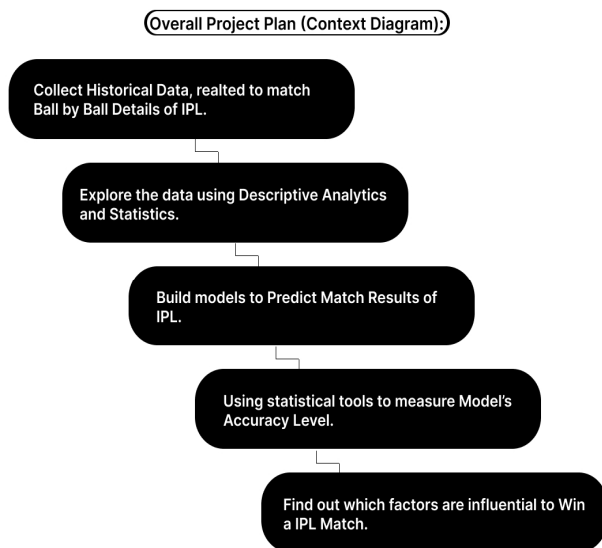 Overall Project Plan (Context Diagram):
Collect Historical Data, realted to match
Ball by Ball Details of IPL.
Explore the data using Descriptive Analytics
and Statistics.
Build models to Predict Match Results of
IPL.
Using statistical tools to measure Model's
Accuracy Level.
Find out which factors are influential to Win
a IPL Match.